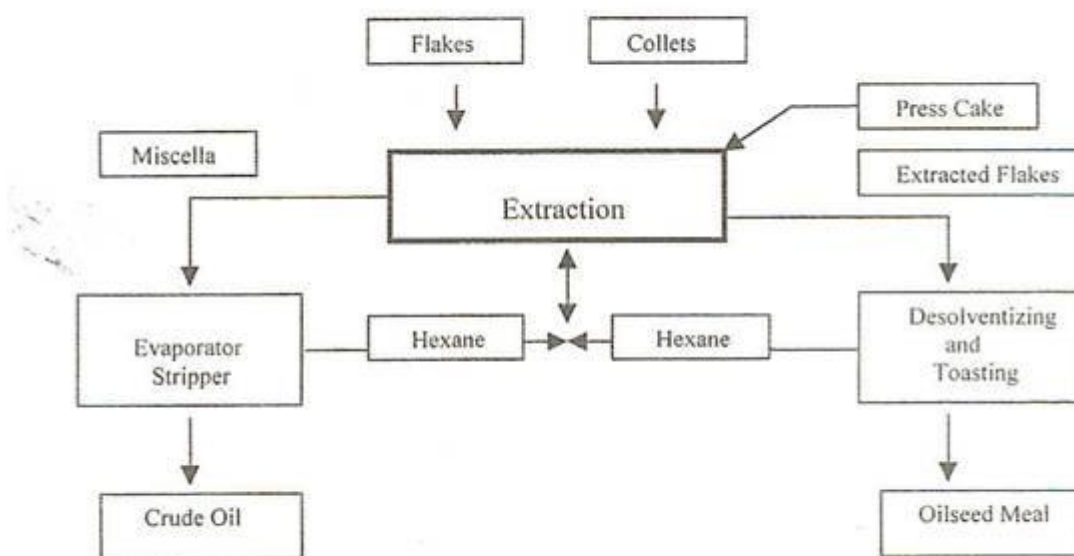 Flakes
Collets
Press Cake
Miscella
Extracted Flakes
Extraction
Hexane
Hexane
Evaporator
Stripper
Desolventizing
and
Toasting
Crude Oil
Oilseed Meal